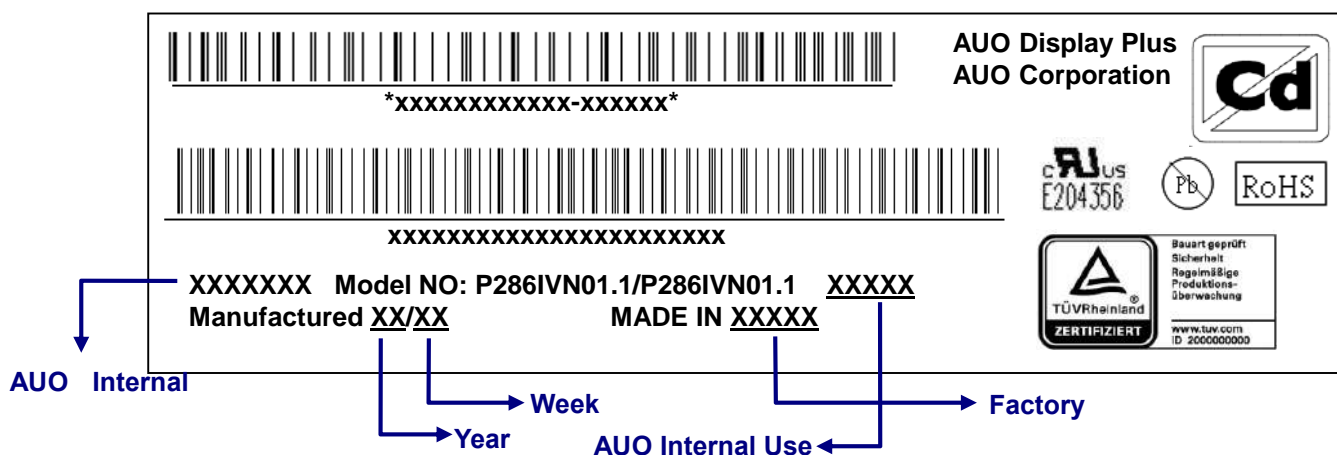 AUO Display Plus
AUO Corporation
Cd
*xxxxxxxxxxxx-xxxxxx*
c RU us
E204356
Pb
RoHS
xxxxxxxxxxxxxxxxxxxxxxx
Bauart geprüft
Sicherheit
Regelmäßige
Produktions-
überwachung
TÜVRheinland®
ZERTIFIZIERT
www.tuv.com
ID 2000000000
XXXXXXX Model NO: P286IVN01.1/P286IVN01.1 XXXXX
Manufactured XX/XX MADE IN XXXXX
AUO Internal
Week
Factory
Year
AUO Internal Use